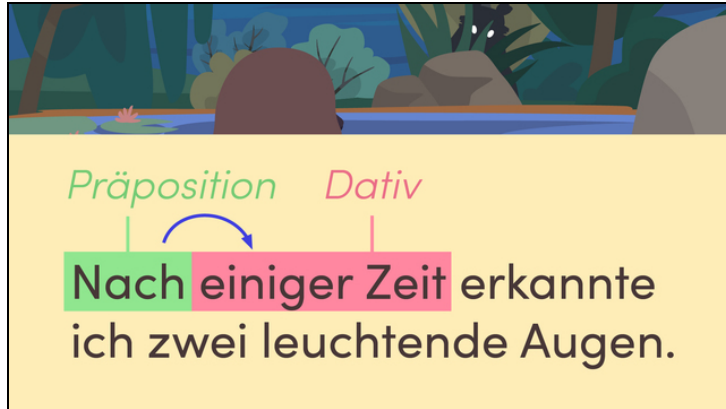 Präposition Dativ
Nach einiger Zeit erkannte
ich zwei leuchtende Augen.